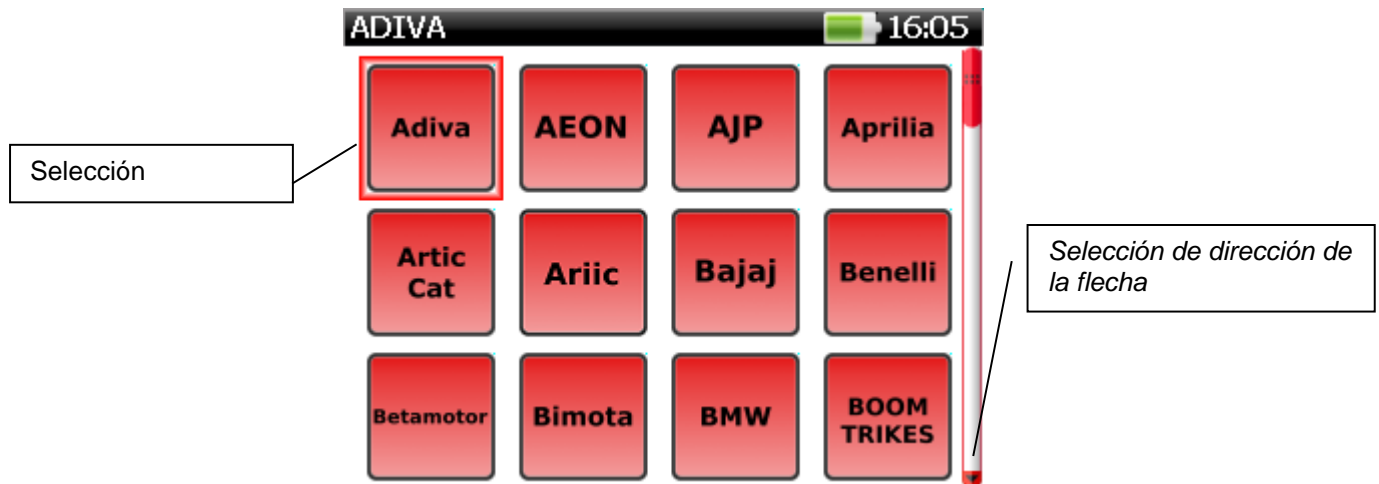 ADIVA 16:05
Adiva AEON AJP Aprilia
Selección
Artic
Cat
Ariic Bajaj Benelli
Selección de dirección de
la flecha
Betamotor Bimota BMW
BOOM
TRIKES